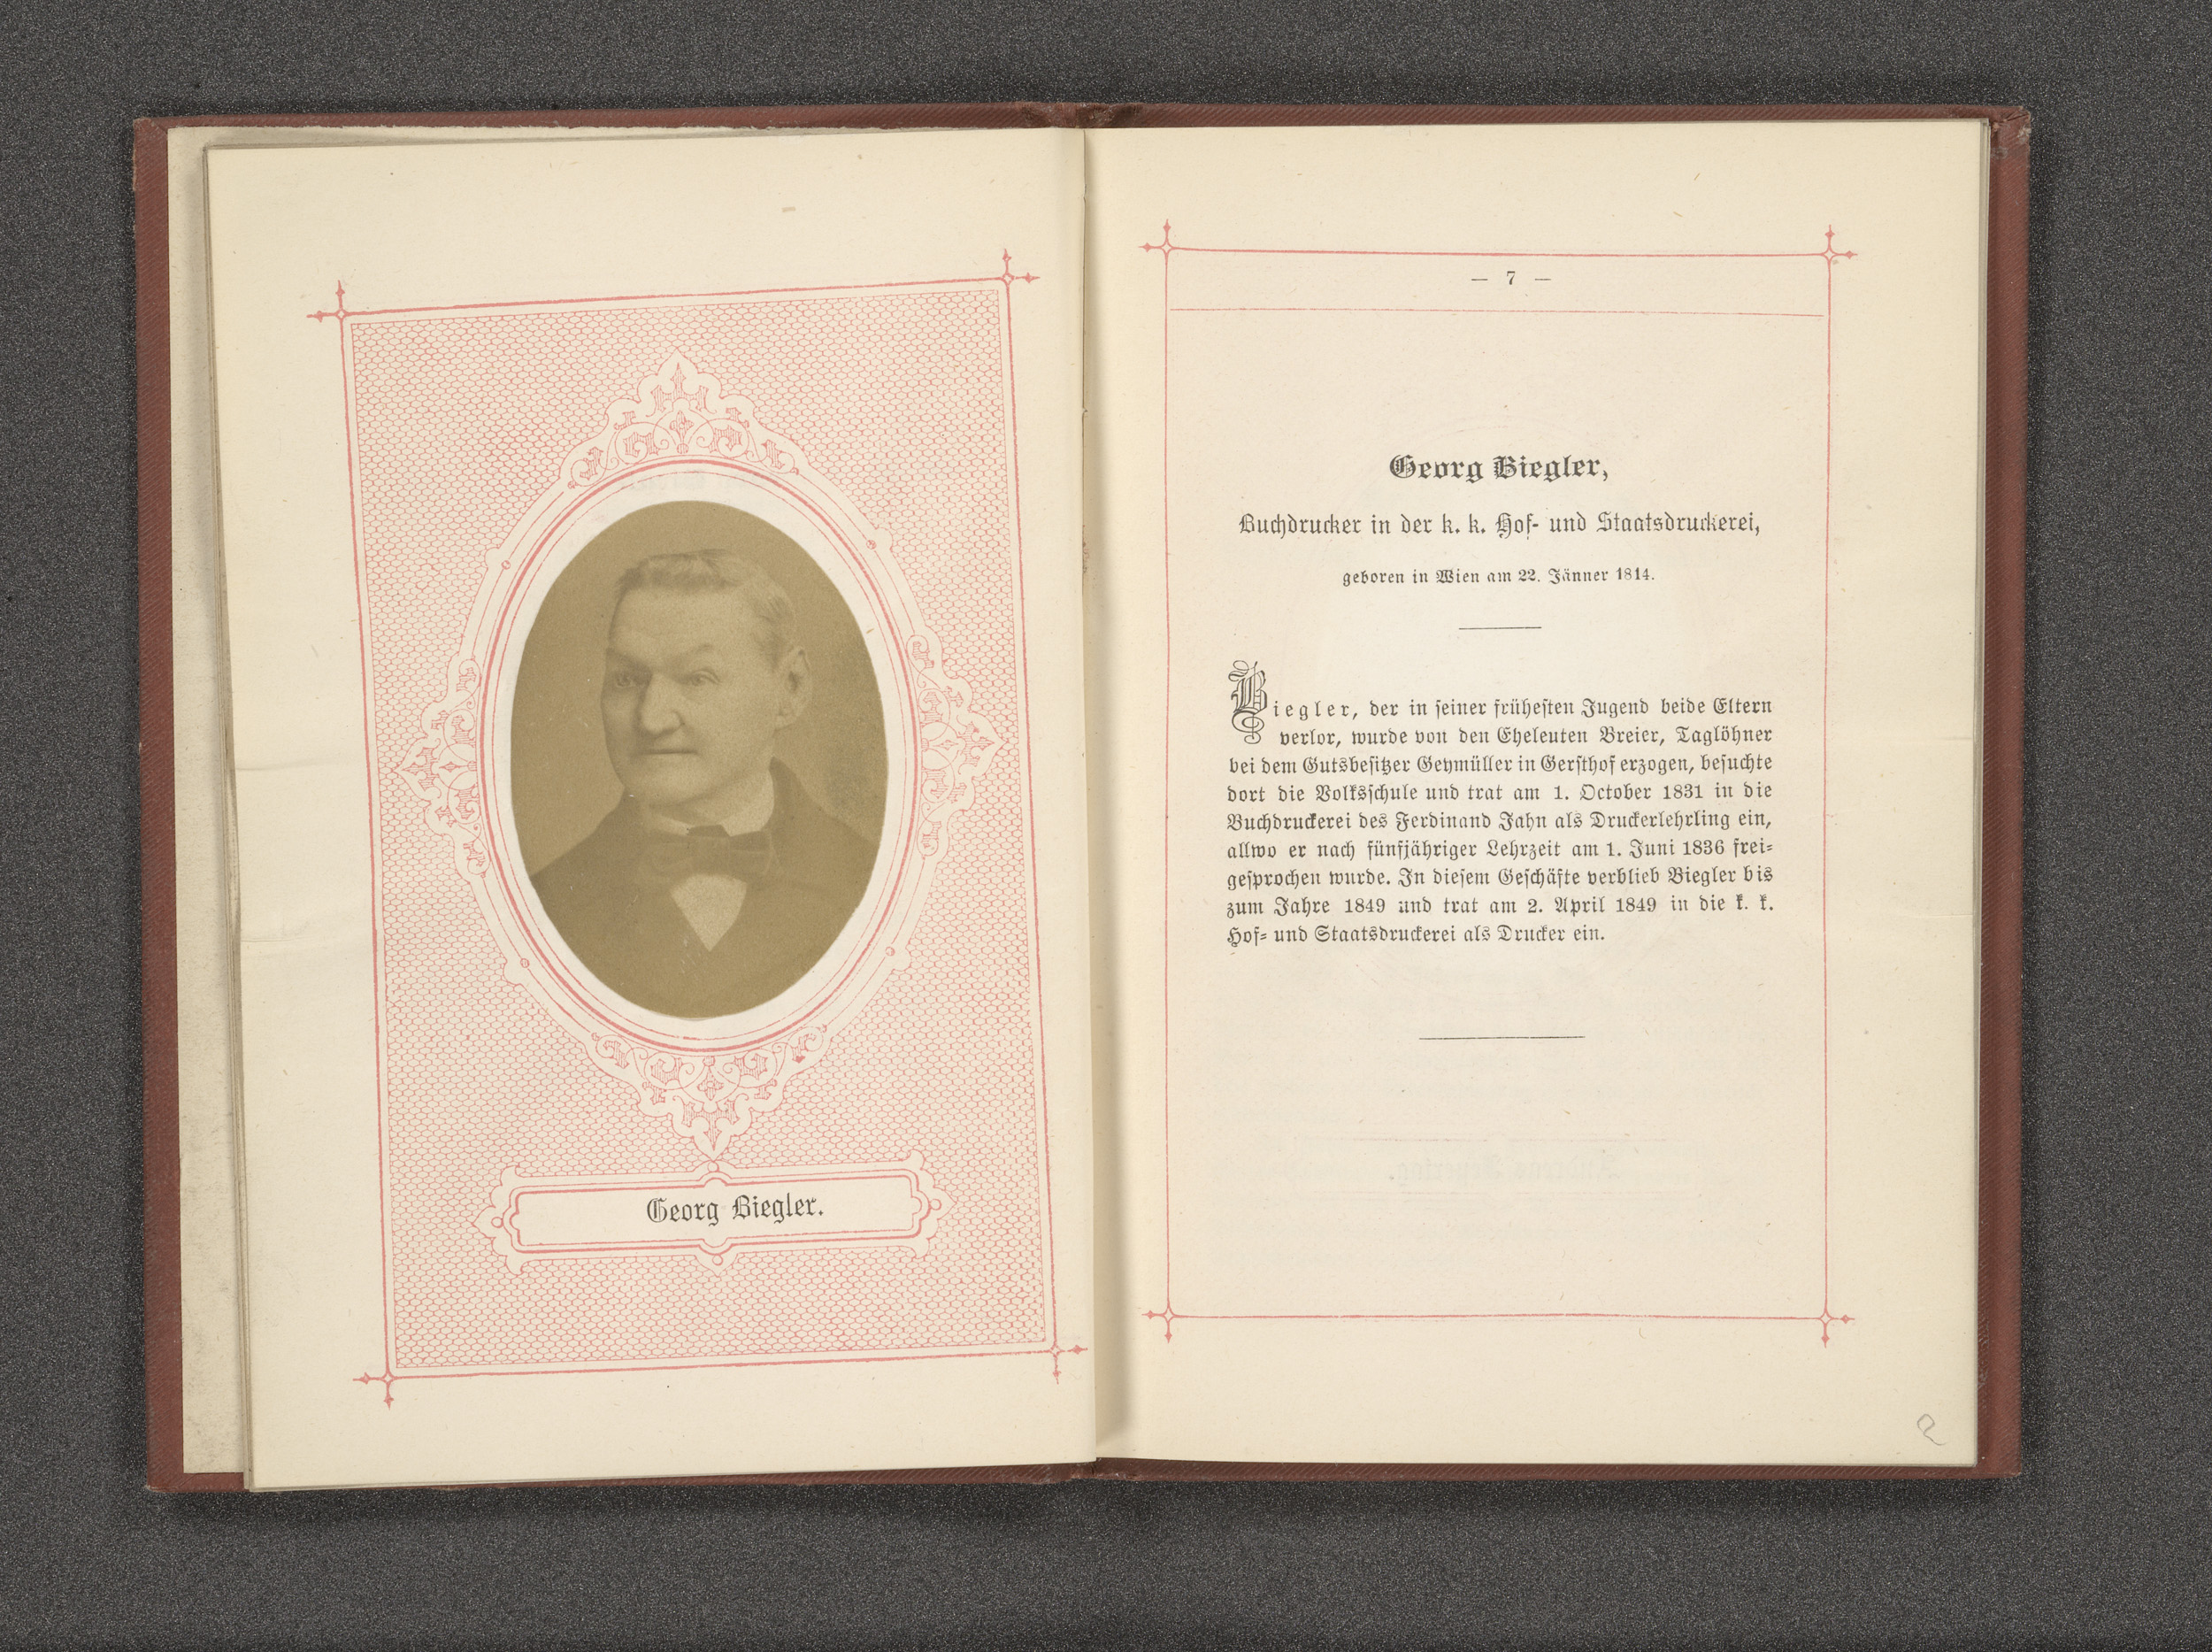 Georg Biegler.
— 7 —
Georg Biegler,
Buchdrucker in der k. k. Hof- und Staatsdruckerei,
geboren in Wien am 22. Jänner 1814.
Biegler, der in seiner frühesten Jugend beide Eltern
verlor, wurde von den Eheleuten Breier, Taglöhner
bei dem Gutsbesitzer Geymüller in Gersthof erzogen, besuchte
dort die Volksschule und trat am 1. October 1831 in die
Buchdruckerei des Ferdinand Jahn als Druckerlehrling ein,
allwo er nach fünfjähriger Lehrzeit am 1. Juni 1836 frei-
gesprochen wurde. In diesem Geschäfte verblieb Biegler bis
zum Jahre 1849 und trat am 2. April 1849 in die k. k.
Hof- und Staatsdruckerei als Drucker ein.
2